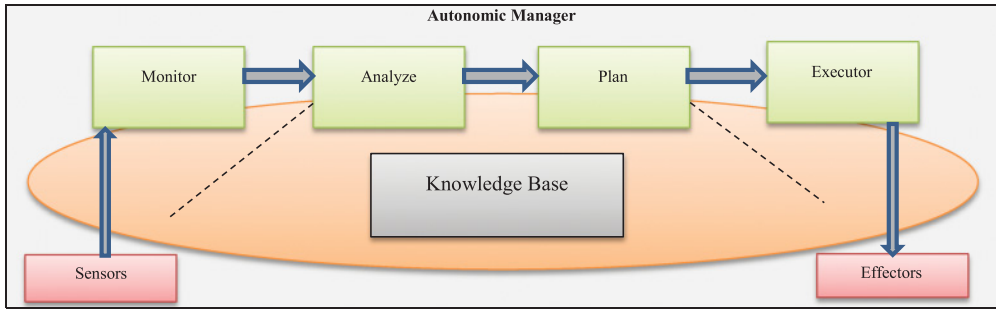 Autonomic Manager
Monitor
Analyze
Plan
Executor
Knowledge Base
Sensors
Effectors